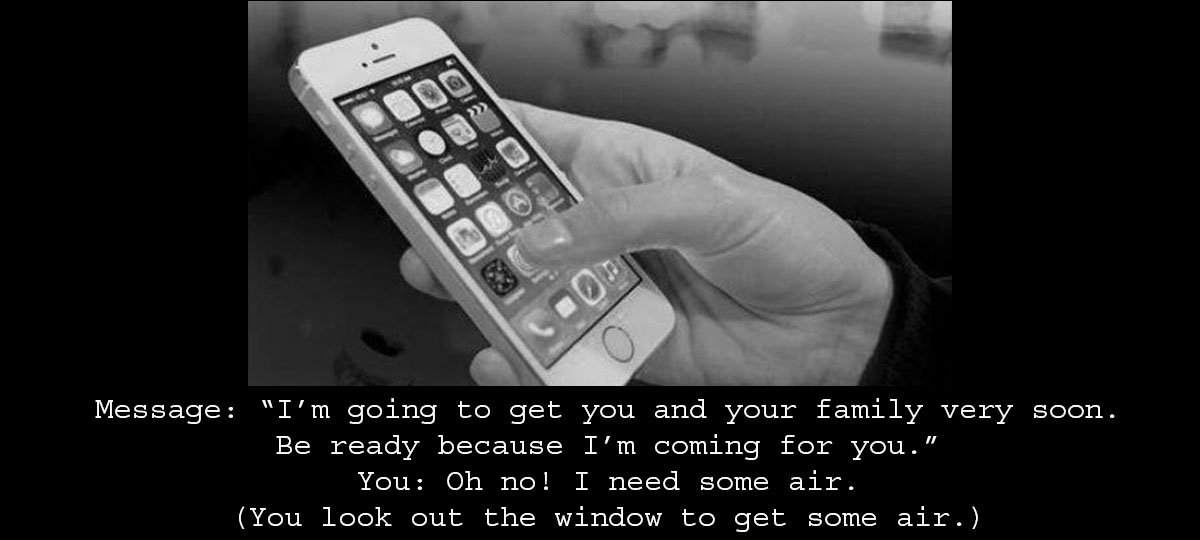 Message: “I’m going to get you and your family very soon.
Be ready because I’m coming for you.”
You: Oh no! I need some air.
(You look out the window to get some air.)